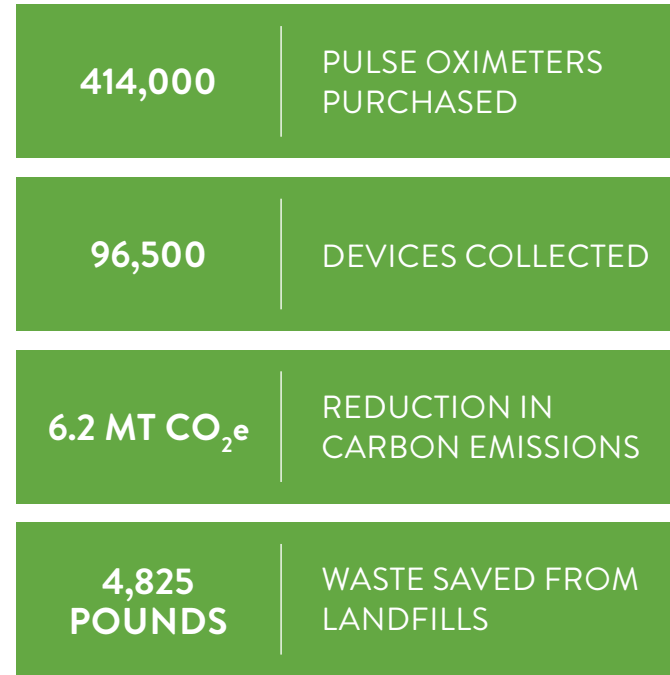 414,000
PULSE OXIMETERS
PURCHASED
96,500
DEVICES COLLECTED
6.2 MT CO₂e
REDUCTION IN
CARBON EMISSIONS
4,825
POUNDS
WASTE SAVED FROM
LANDFILLS